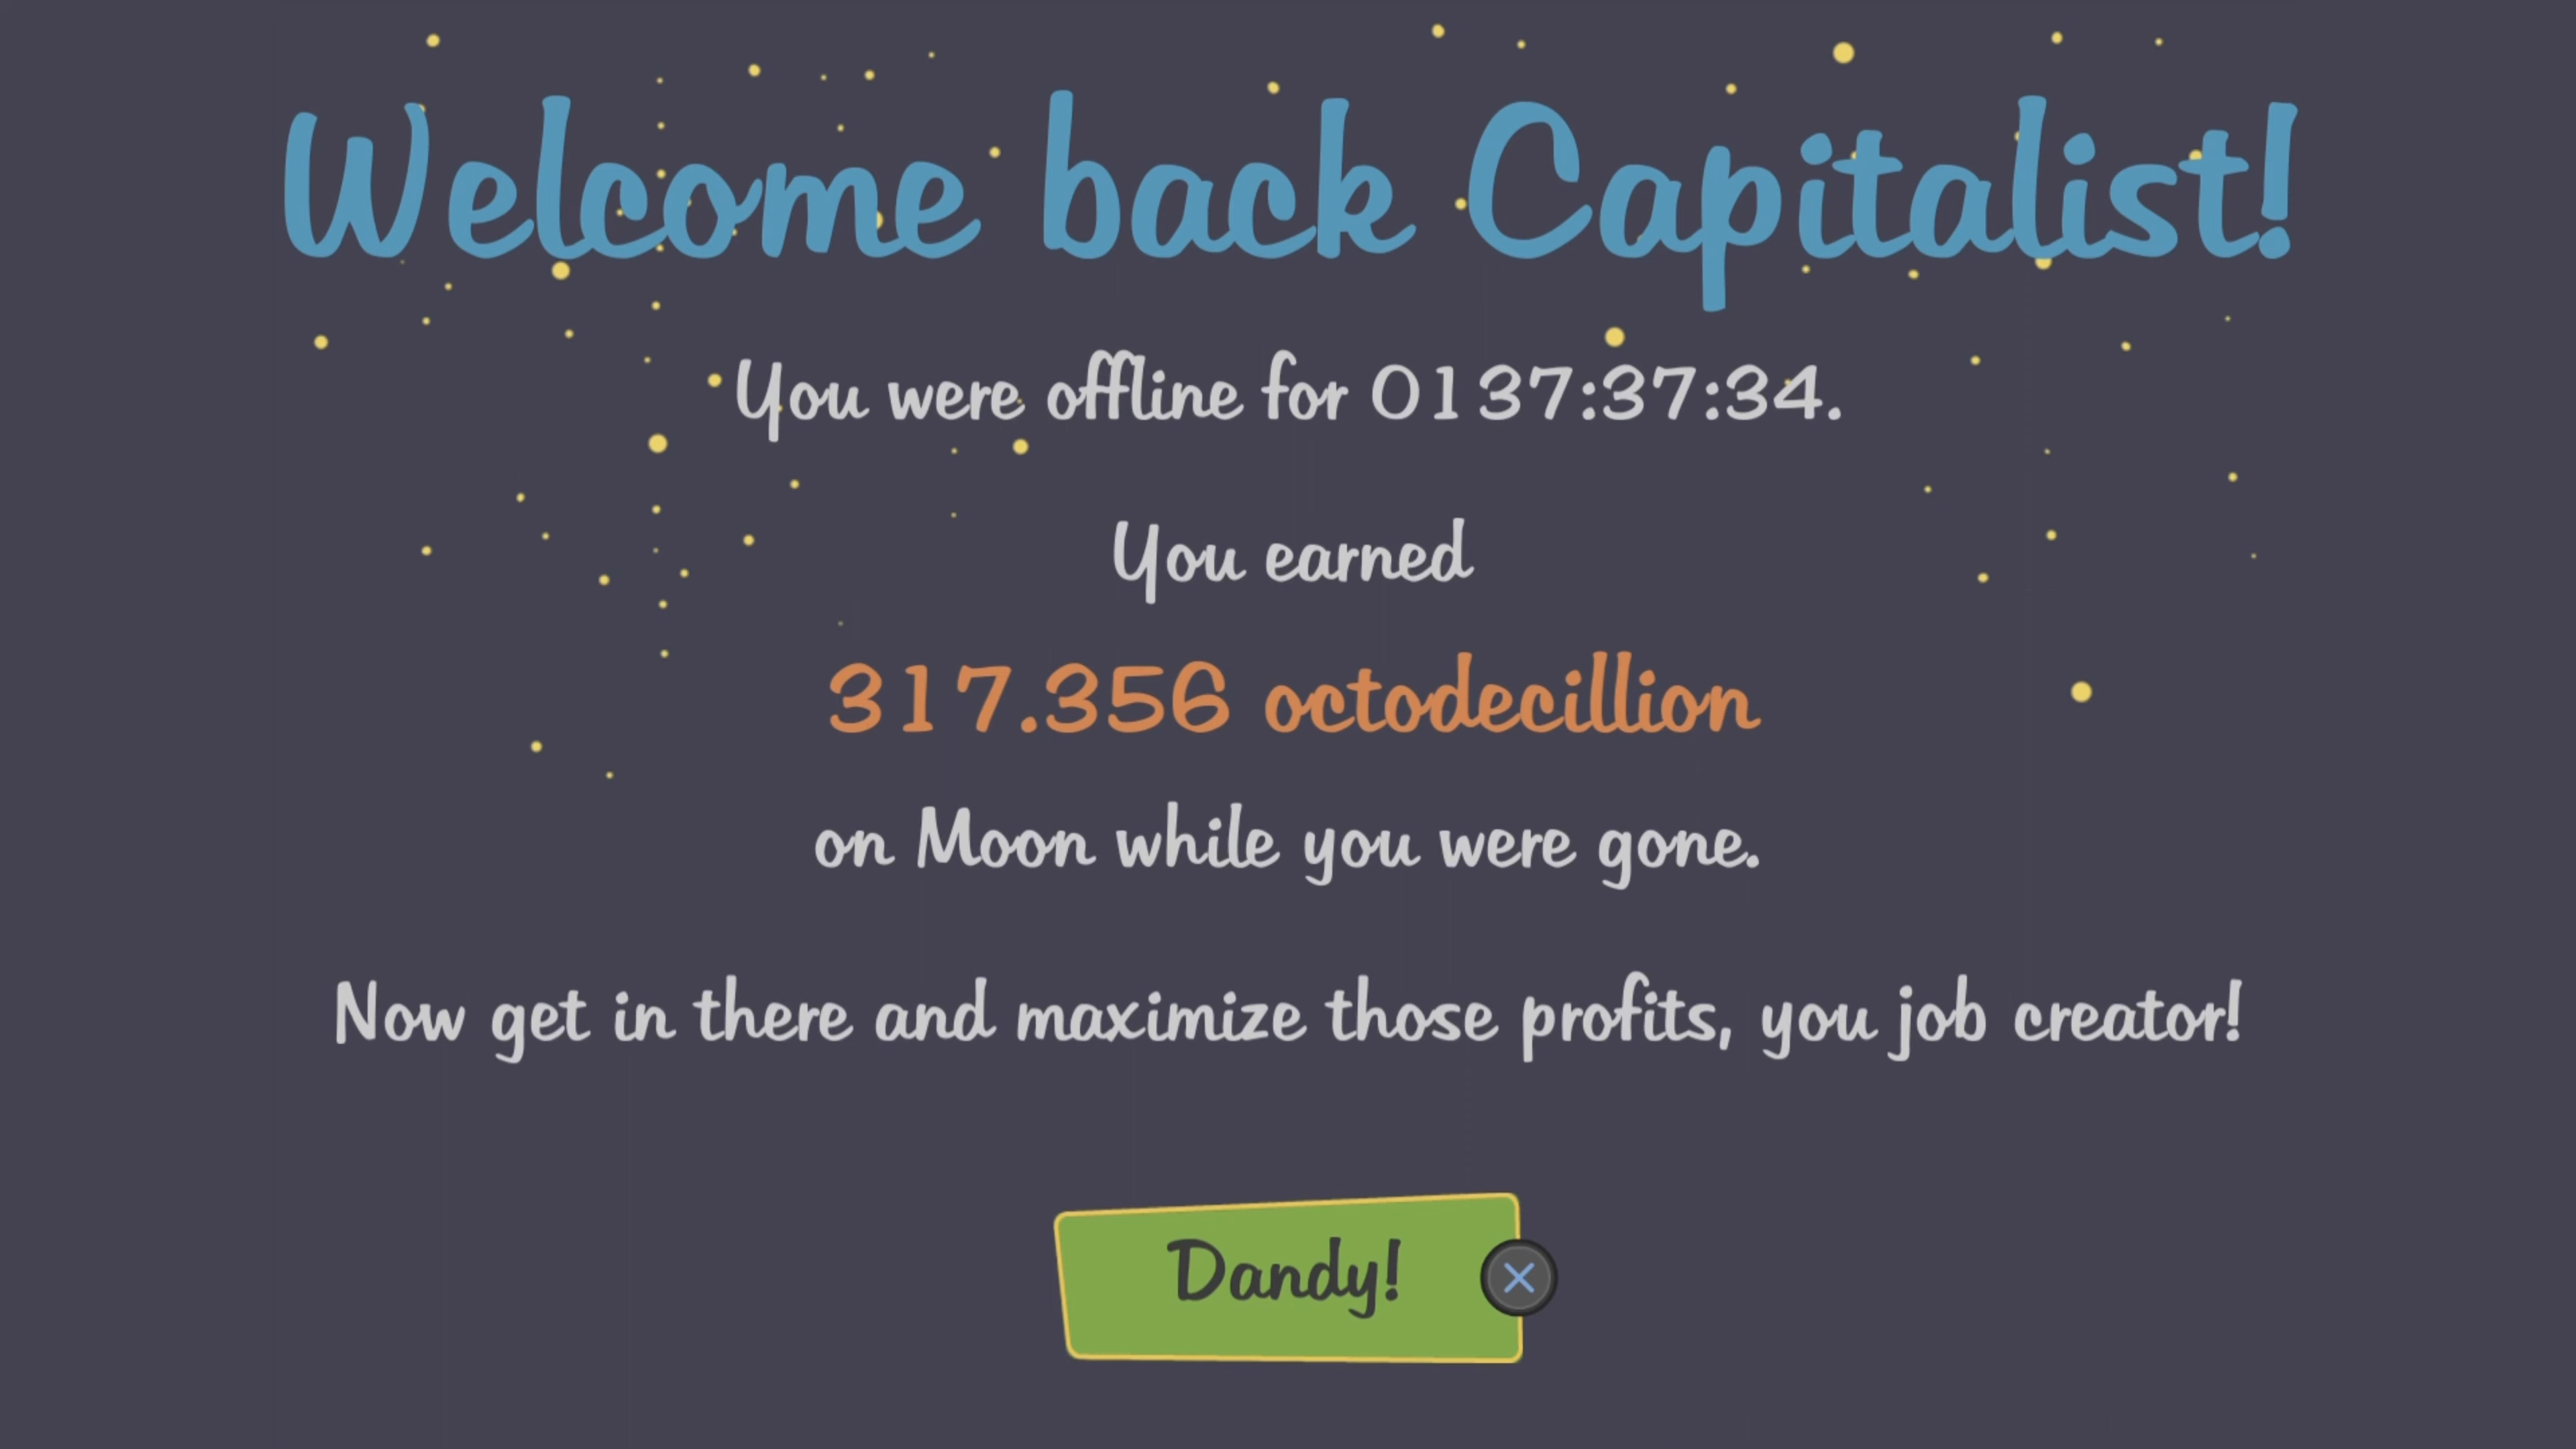 Welcome back Capitalist!
You were offline for 0137:37:34.
You earned
317.356 octodecillion
on Moon while you were gone.
Now get in there and maximize those profits, you job creator!
Dandy!